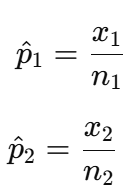 p̂₁ = x₁/n₁
p̂₂ = x₂/n₂